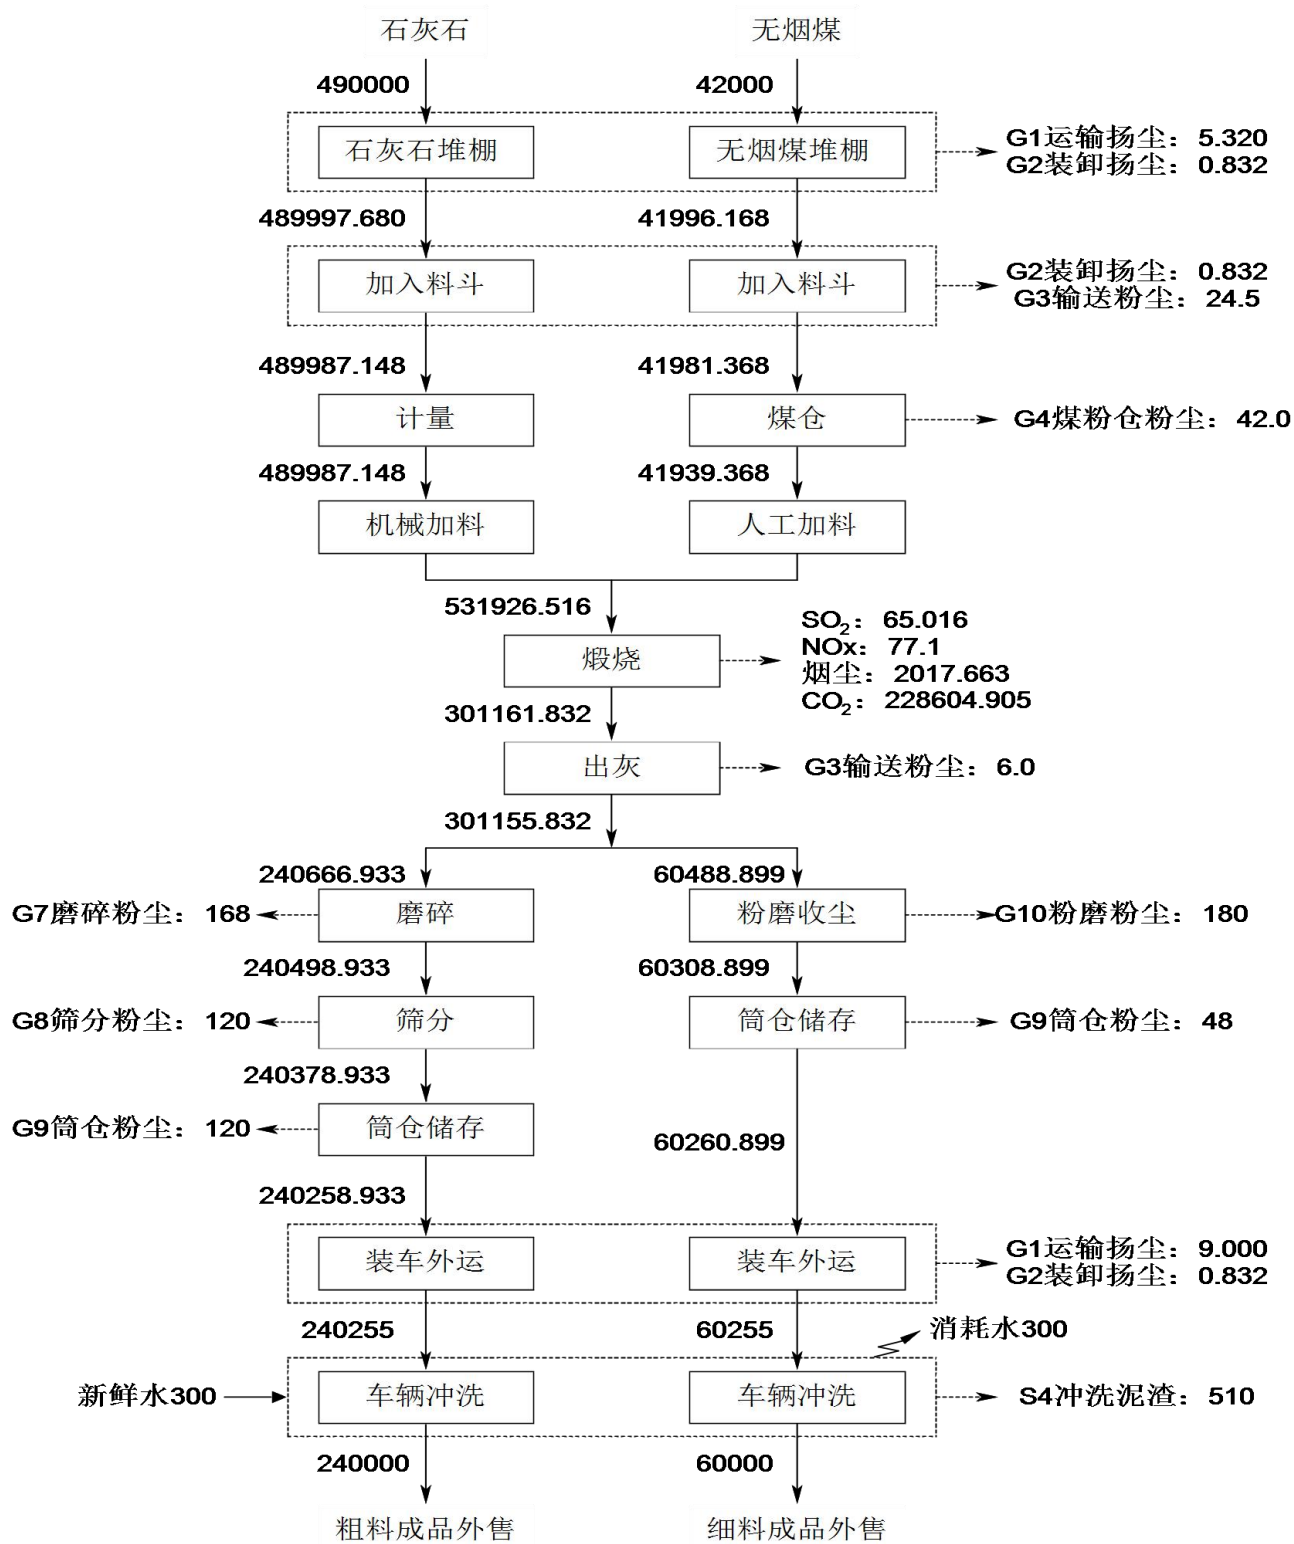 石灰石
无烟煤
490000
42000
石灰石堆棚
无烟煤堆棚
G1运输扬尘：5.320
G2装卸扬尘：0.832
489997.680
41996.168
加入料斗
加入料斗
G2装卸扬尘：0.832
G3输送粉尘：24.5
489987.148
41981.368
计量
煤仓
G4煤粉仓粉尘：42.0
489987.148
41939.368
机械加料
人工加料
531926.516
煅烧
SO₂：65.016
NOx：77.1
烟尘：2017.663
CO₂：228604.905
301161.832
出灰
G3输送粉尘：6.0
301155.832
240666.933
60488.899
G7磨碎粉尘：168
磨碎
粉磨收尘
G10粉磨粉尘：180
240498.933
60308.899
G8筛分粉尘：120
筛分
筒仓储存
G9筒仓粉尘：48
240378.933
G9筒仓粉尘：120
筒仓储存
60260.899
240258.933
装车外运
装车外运
G1运输扬尘：9.000
G2装卸扬尘：0.832
240255
60255
消耗水300
新鲜水300
车辆冲洗
车辆冲洗
S4冲洗泥渣：510
240000
60000
粗料成品外售
细料成品外售